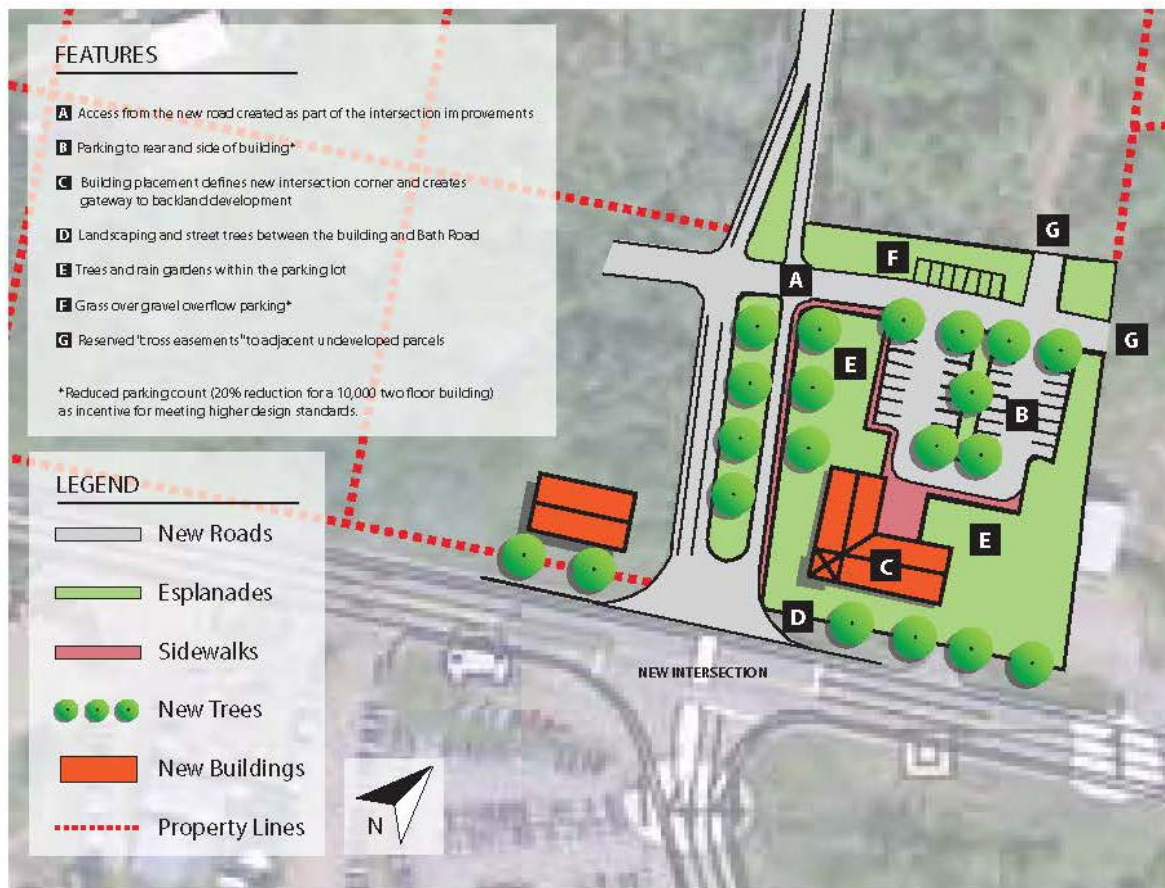 FEATURES
A Access from the new road created as part of the intersection improvements
B Parking to rear and side of building*
C Building placement defines new intersection corner and creates
gateway to backland development
D Landscaping and street trees between the building and Bath Road
E Trees and rain gardens within the parking lot
F Grass over gravel overflow parking*
G Reserved "cross easements" to adjacent undeveloped parcels
*Reduced parking count (20% reduction for a 10,000 two floor building)
as incentive for meeting higher design standards.
LEGEND
New Roads
Esplanades
Sidewalks
New Trees
New Buildings
Property Lines
N
G
F
A
G
E
B
E
C
D
NEW INTERSECTION